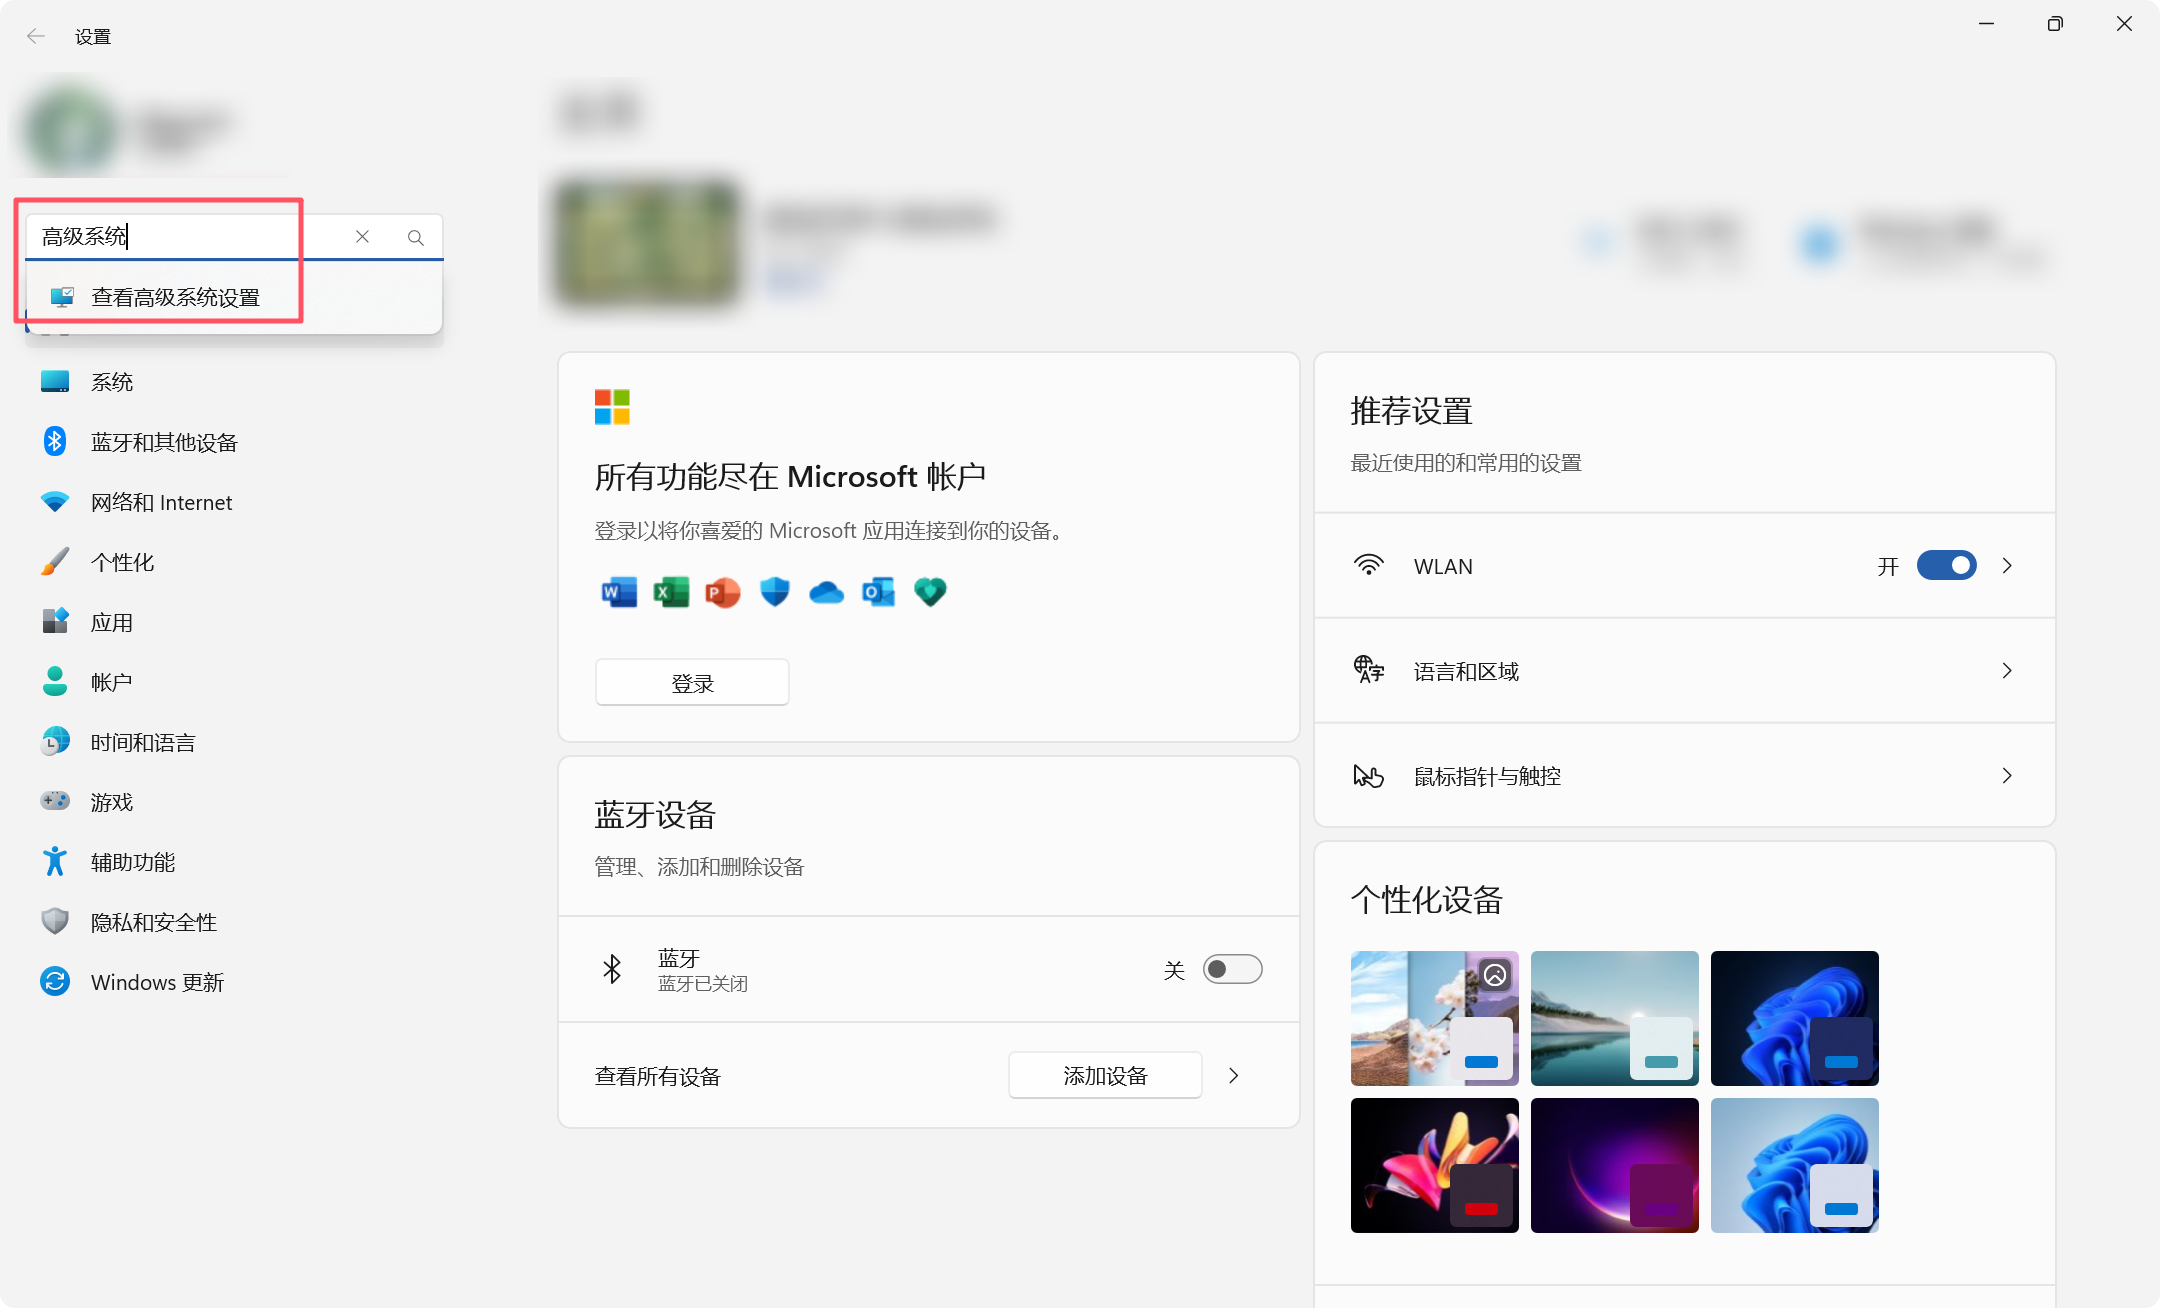 设置
高级系统
查看高级系统设置
系统
蓝牙和其他设备
网络和 Internet
个性化
应用
帐户
时间和语言
游戏
辅助功能
隐私和安全性
Windows 更新
所有功能尽在 Microsoft 帐户
登录以将你喜爱的 Microsoft 应用连接到你的设备。
登录
蓝牙设备
管理、添加和删除设备
蓝牙
蓝牙已关闭
关
查看所有设备
添加设备
推荐设置
最近使用的和常用的设置
WLAN
开
语言和区域
鼠标指针与触控
个性化设备